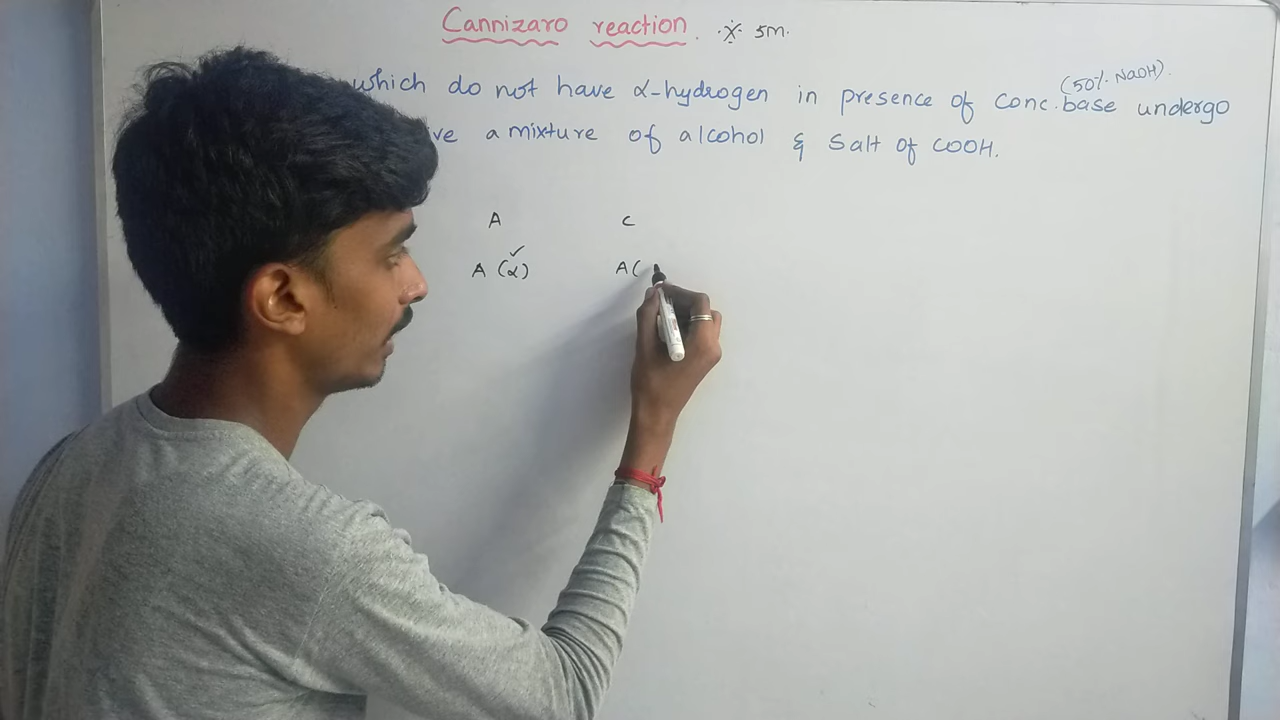 Cannizaro reaction. ·X· 5m.
(50% NaOH).
which do not have α-hydrogen in presence of conc. base undergo
ve a mixture of alcohol & salt of COOH.
A C
A (α) ✓ A(